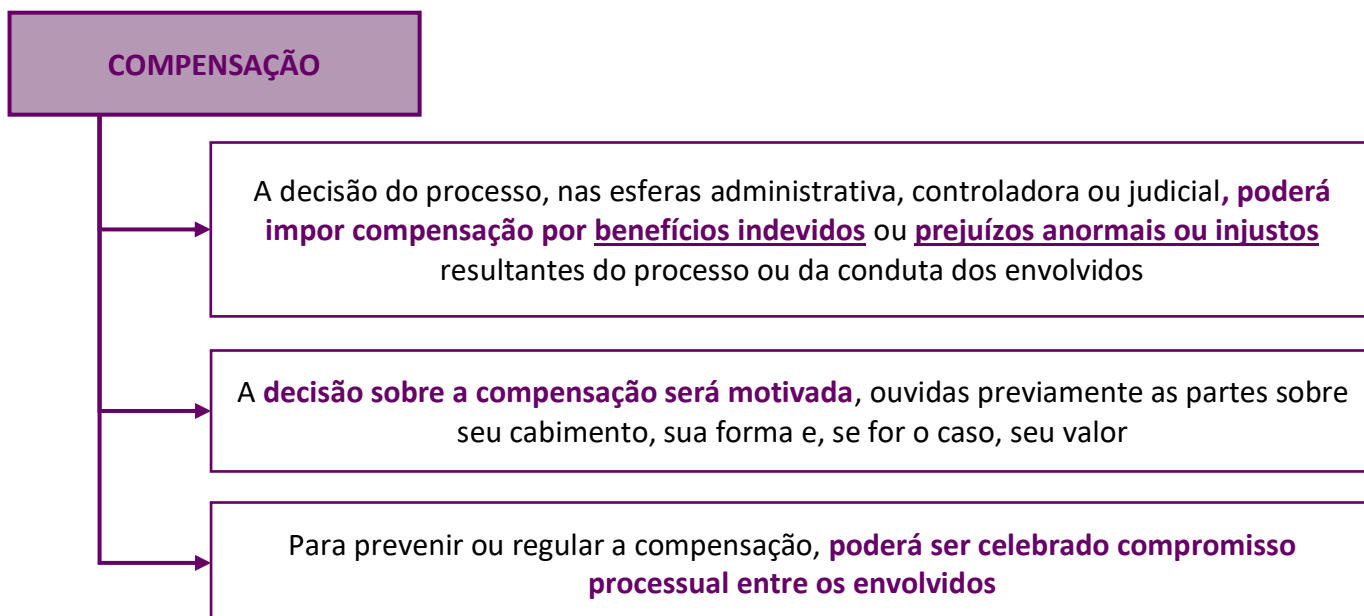 COMPENSAÇÃO
A decisão do processo, nas esferas administrativa, controladora ou judicial, poderá
impor compensação por benefícios indevidos ou prejuízos anormais ou injustos
resultantes do processo ou da conduta dos envolvidos
A decisão sobre a compensação será motivada, ouvidas previamente as partes sobre
seu cabimento, sua forma e, se for o caso, seu valor
Para prevenir ou regular a compensação, poderá ser celebrado compromisso
processual entre os envolvidos